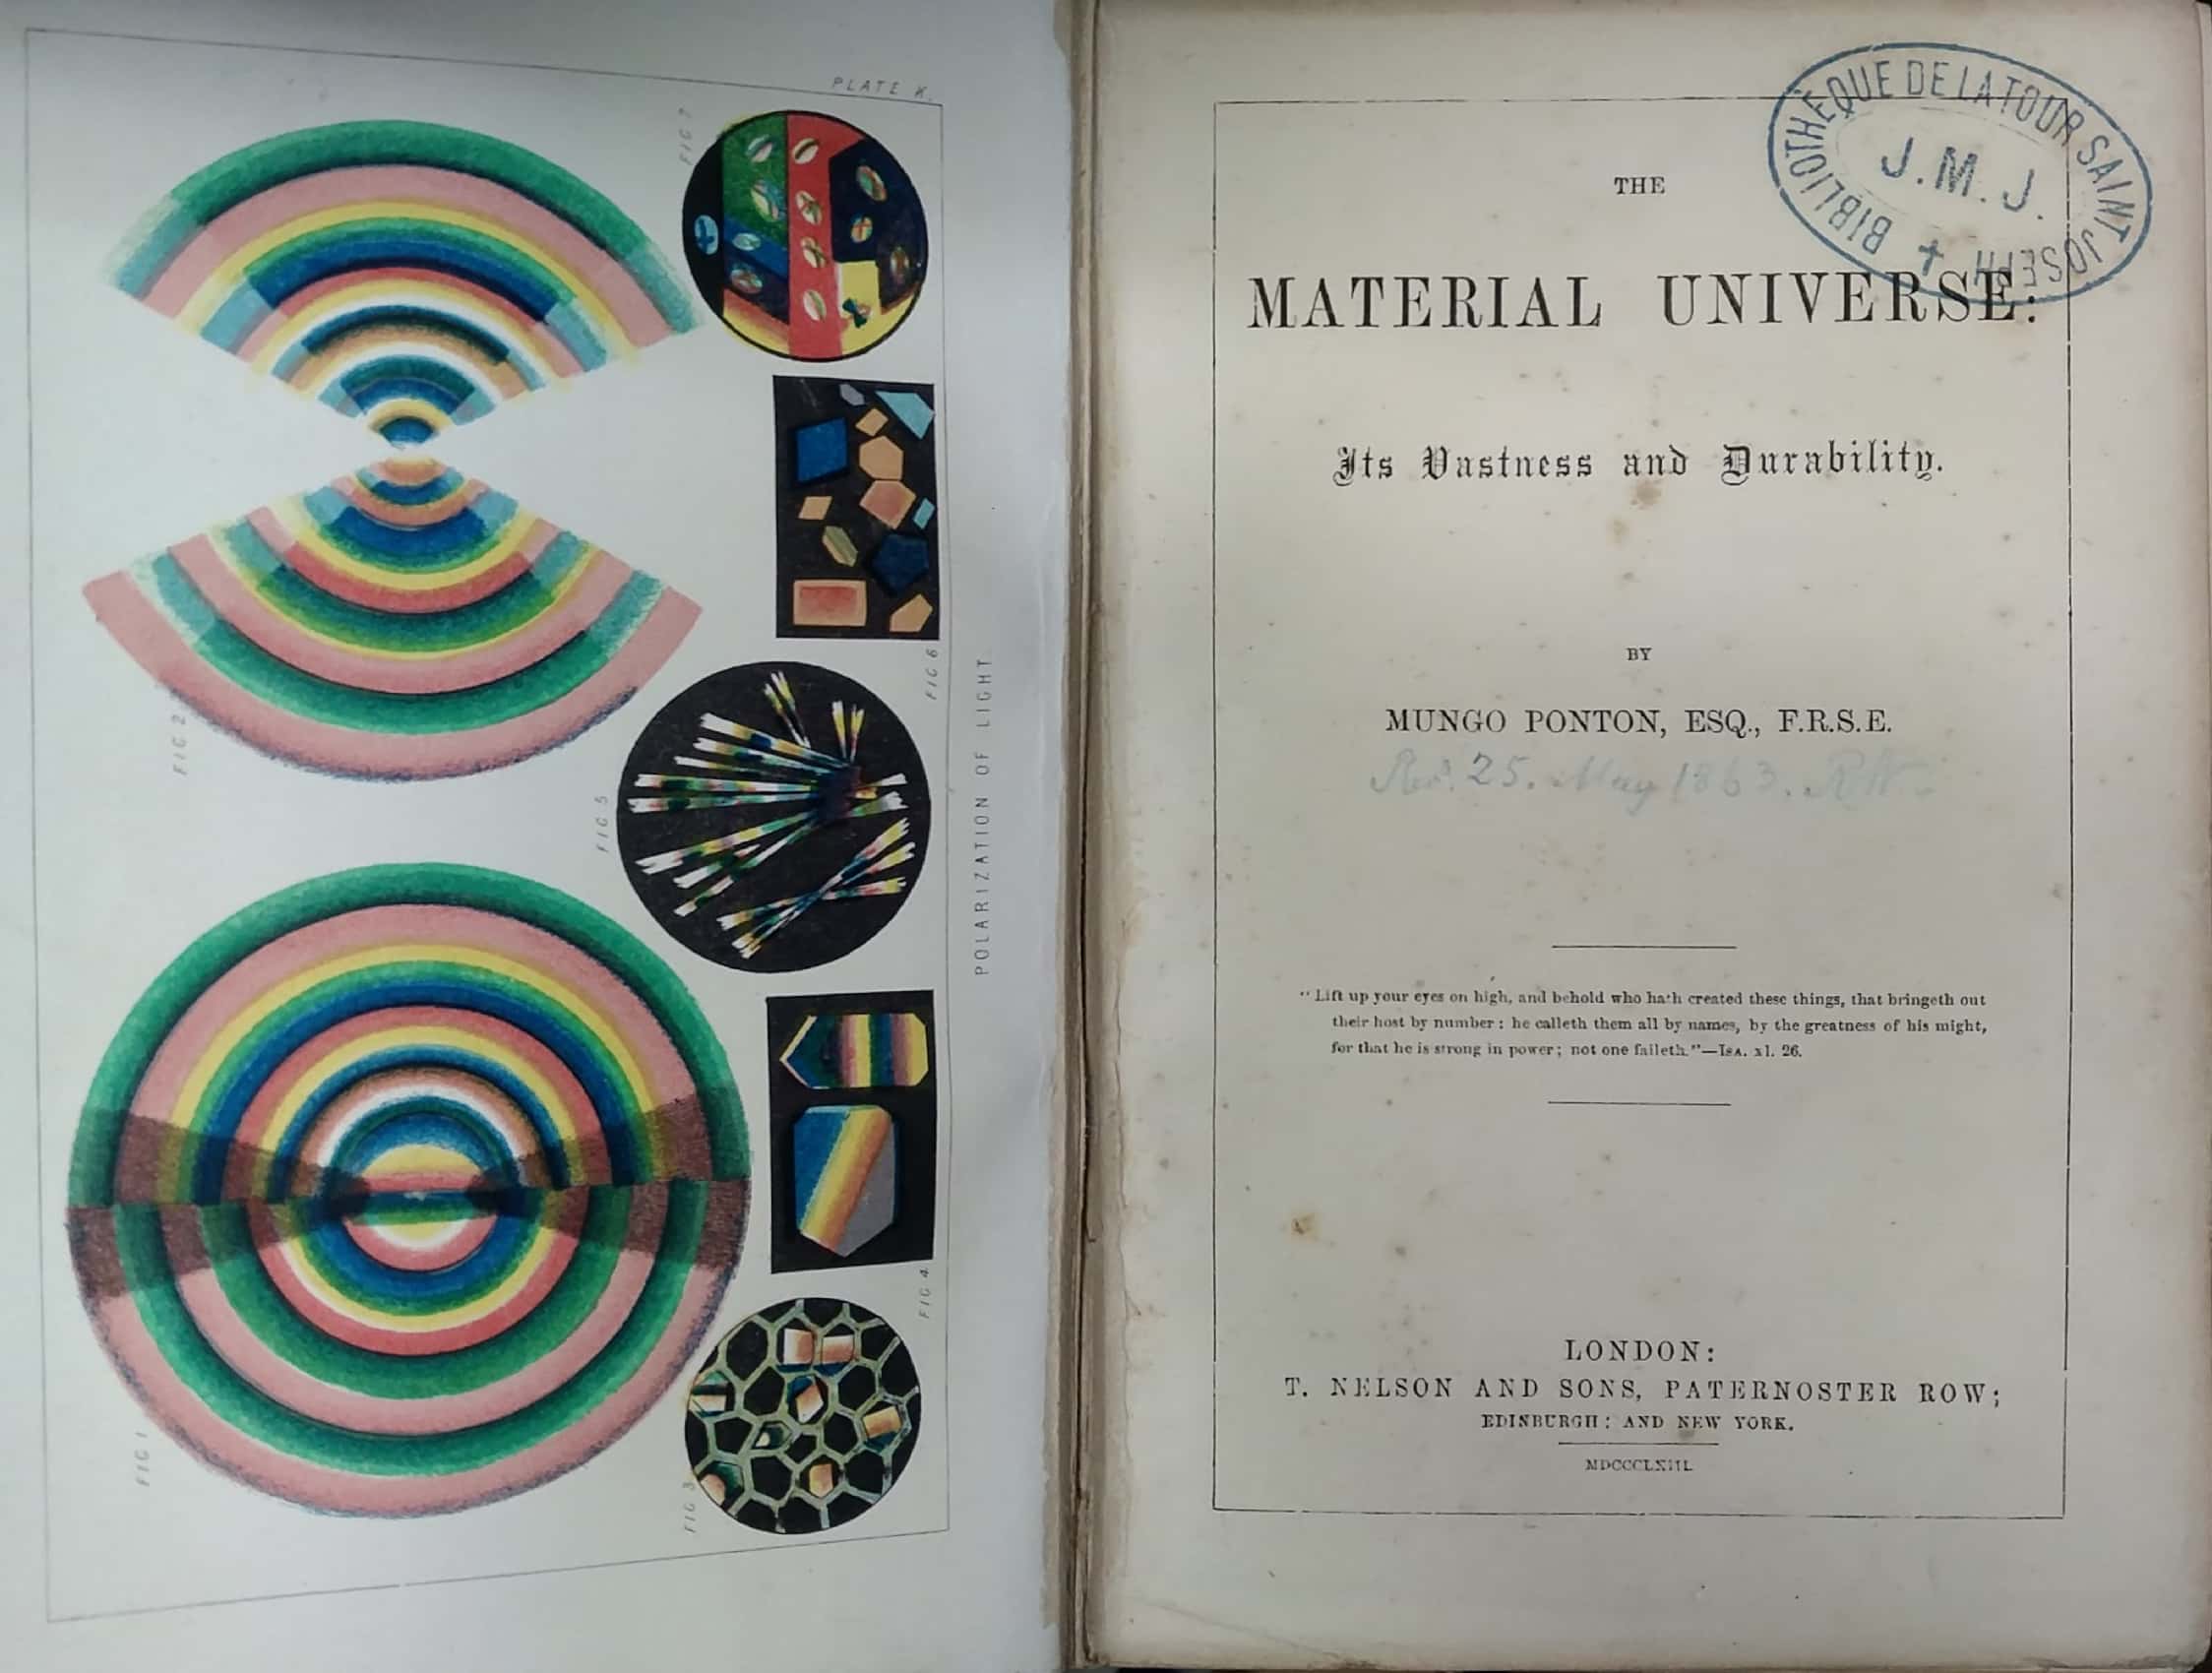 PLATE K.
FIG 7
FIG 6
FIG 2
FIG 5
POLARIZATION OF LIGHT
FIG 4
FIG 1
FIG 3
BIBLIOTHÈQUE DE LA TOUR SAINT JOSEPH
J.M.J.
THE
MATERIAL UNIVERSE:
Its Vastness and Durability.
BY
MUNGO PONTON, ESQ., F.R.S.E.
25. May 1863.
"Lift up your eyes on high, and behold who hath created these things, that bringeth out
their host by number: he calleth them all by names, by the greatness of his might,
for that he is strong in power; not one faileth."—ISA. xl. 26.
LONDON:
T. NELSON AND SONS, PATERNOSTER ROW;
EDINBURGH: AND NEW YORK.
MDCCCLXIII.